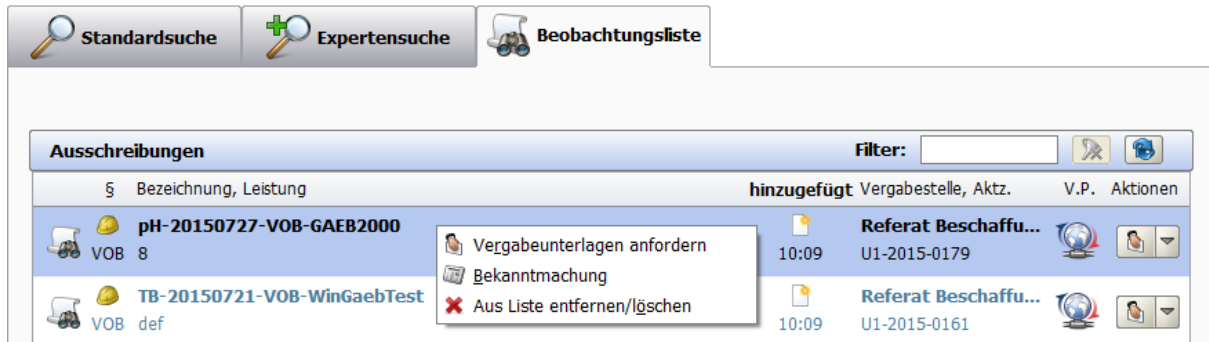 Standardsuche
Expertensuche
Beobachtungsliste
Ausschreibungen Filter:
§ Bezeichnung, Leistung hinzugefügt Vergabestelle, Aktz. V.P. Aktionen
pH-20150727-VOB-GAEB2000 Referat Beschaffu...
VOB 8 10:09 U1-2015-0179
Vergabeunterlagen anfordern
Bekanntmachung
Aus Liste entfernen/löschen
TB-20150721-VOB-WinGaebTest Referat Beschaffu...
VOB def 10:09 U1-2015-0161